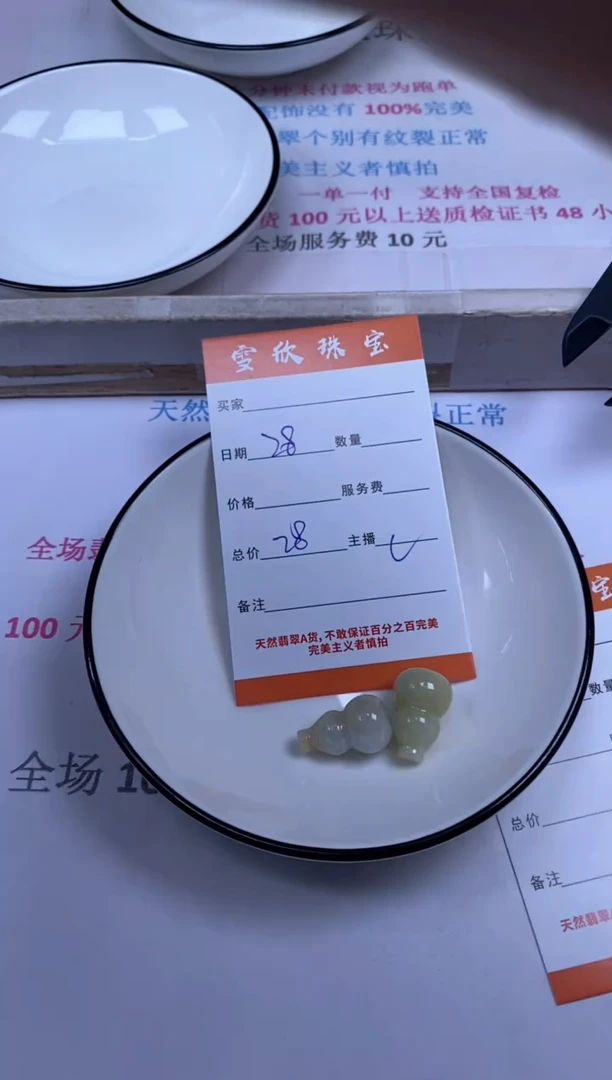 分钟未付款视为跑单
配饰没有 100%完美
翠个别有纹裂正常
美主义者慎拍
一单一付 支持全国复检
货 100 元以上送质检证书 48 小
全场服务费 10 元
天然
正常
全场
100 元
全场 10
雯欣珠宝
买家
日期 28 数量
价格 服务费
总价 28 主播
备注
天然翡翠A货,不敢保证百分之百完美
完美主义者慎拍
宝
数量
总价
备注
天然翡翠